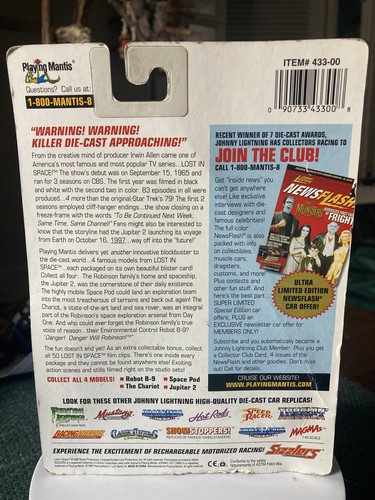 Playing Mantis
Questions? Call us at:
1-800-MANTIS-8
ITEM# 433-00
0 90733 43300 8
"WARNING! WARNING!
KILLER DIE-CAST APPROACHING!"
From the creative mind of producer Irwin Allen came one of
America's most famous and most popular TV series...LOST IN
SPACE!™ The show's debut was on September 15, 1965 and
ran for 3 seasons on CBS. The first year was filmed in black
and white with the second two in color: 83 episodes in all were
produced...4 more than the original Star Trek's 79! The first 2
seasons employed cliff-hanger endings...the show closing on a
freeze-frame with the words "To Be Continued Next Week,
Same Time, Same Channel!" Fans might also be interested to
know that the storyline had the Jupiter 2 launching its voyage
from Earth on October 16, 1997...way off into the "future!"
Playing Mantis delivers yet another innovative blockbuster to
the die-cast world...4 famous models from LOST IN
SPACE™...each packaged on its own beautiful blister card!
Collect all four: The Robinson family's home and spaceship,
the Jupiter 2, was the cornerstone of their daily existence.
The highly mobile Space Pod could land an exploration team
into the most treacherous of terrains and back out again! The
Chariot, a state-of-the-art land and sea rover, was an integral
part of the Robinson's space exploration arsenal from Day
One. And who could ever forget the Robinson family's true
voice of reason...their Environmental Control Robot B-9?
'Danger! Danger Will Robinson!'"
The fun doesn't end yet! As an extra collectible bonus, collect
all 50 LOST IN SPACE™ film clips. There's one inside every
package and they cannot be found anywhere else! Exciting
action scenes and stills filmed right on the studio sets!
COLLECT ALL 4 MODELS! ■ Robot B-9 ■ Space Pod
■ The Chariot ■ Jupiter 2
RECENT WINNER OF 7 DIE-CAST AWARDS,
JOHNNY LIGHTNING HAS COLLECTORS RACING TO
JOIN THE CLUB!
CALL 1-800-MANTIS-8
Get "inside news" you
can't get anywhere
else! Like exclusive
interviews with die-
cast designers and
famous celebrities!
The full-color
NewsFlash! is also
packed with info
on collectibles,
muscle cars,
dragsters,
customs, and more!
Plus contests and
other fun stuff. And
here's the best part...
SUPER LIMITED
Special Edition car
offers, PLUS an
EXCLUSIVE newsletter car offer for
MEMBERS ONLY!
NEWSFLASH
Munsters
FRIGHT
ULTRA
LIMITED EDITION
NEWSFLASH!
CAR OFFER!
Subscribe and you automatically become a
Johnny Lightning Club Member. Plus you get
a Collector Club Card, 4 issues of the
NewsFlash and other goodies. Don't miss
out! Call for details.
CRUISE OUR WEBSITE!
WWW.PLAYINGMANTIS.COM
LOOK FOR THESE OTHER JOHNNY LIGHTNING HIGH-QUALITY DIE-CAST CAR REPLICAS!
Mustang
Hot Rods
SPEED RACER
SHOWSTOPPERS!
MAGMAS
EXPERIENCE THE EXCITEMENT OF RECHARGEABLE MOTORIZED RACING! Sizzlers
CE